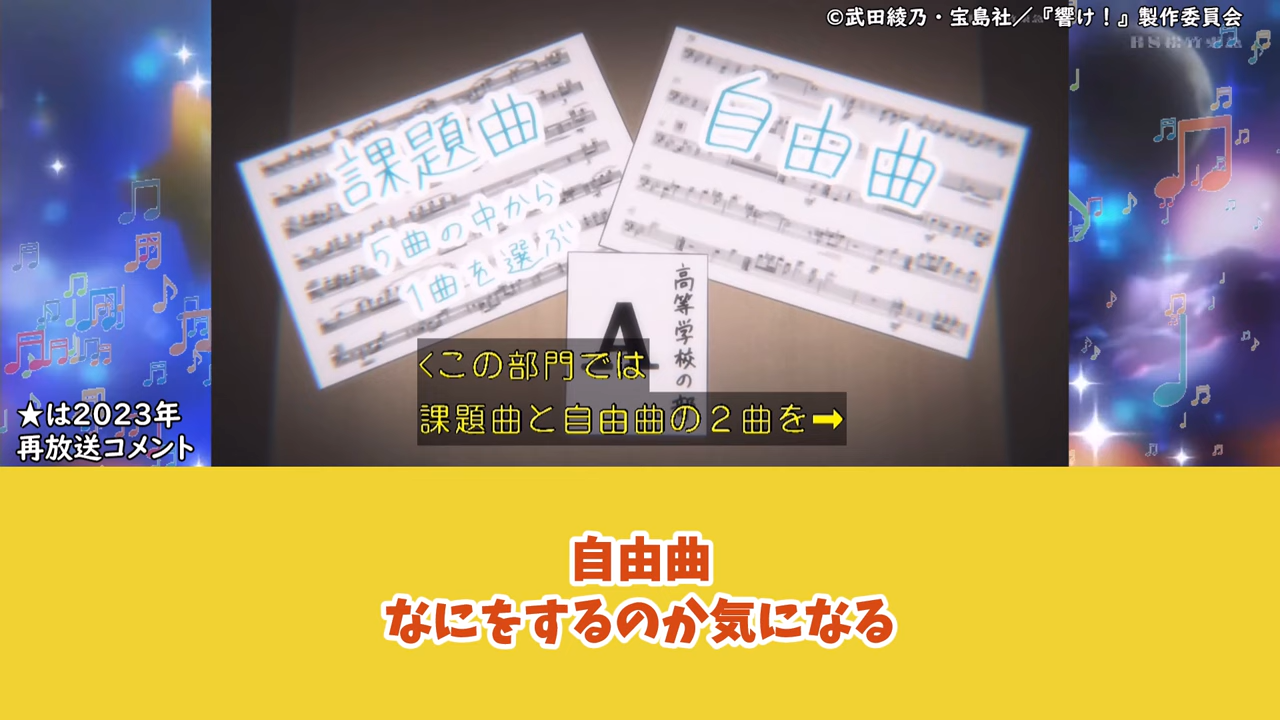 ©武田綾乃・宝島社／『響け！』製作委員会
課題曲
5曲の中から
1曲を選ぶ
自由曲
A
高等学校の部
<この部門では
課題曲と自由曲の２曲を➡
★は2023年
再放送コメント
自由曲
なにをするのか気になる